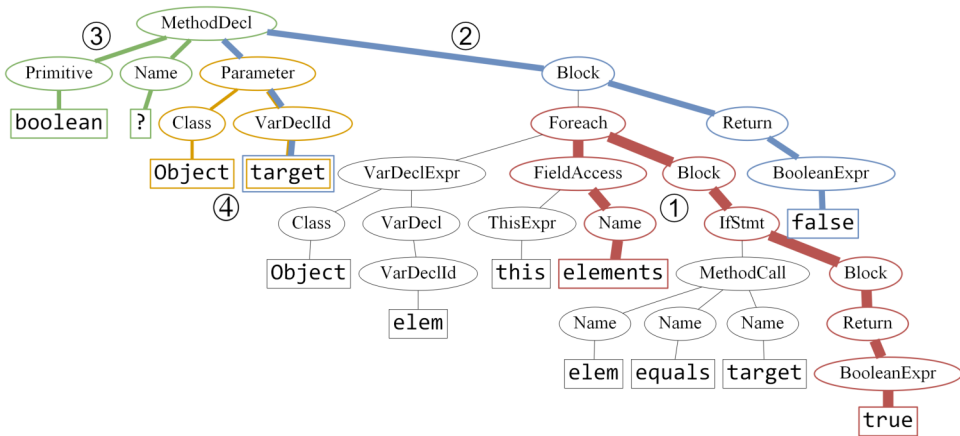 MethodDecl
③ ②
Primitive Name Parameter Block
boolean ? Class VarDeclId Foreach Return
Object target VarDeclExpr FieldAccess Block BooleanExpr
④ ①
Class VarDecl ThisExpr Name IfStmt false
Object VarDeclId this elements MethodCall Block
elem Name Name Name Return
elem equals target BooleanExpr
true